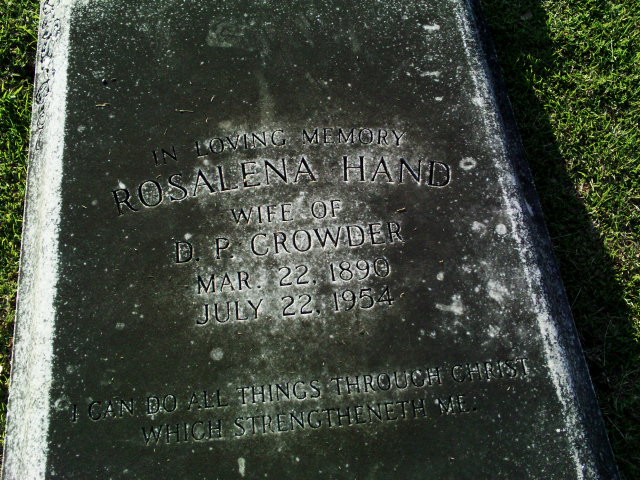 IN LOVING MEMORY
ROSALENA HAND
WIFE OF
D. P. CROWDER
MAR. 22, 1890
JULY 22, 1954
I CAN DO ALL THINGS THROUGH CHRIST
WHICH STRENGTHENETH ME.